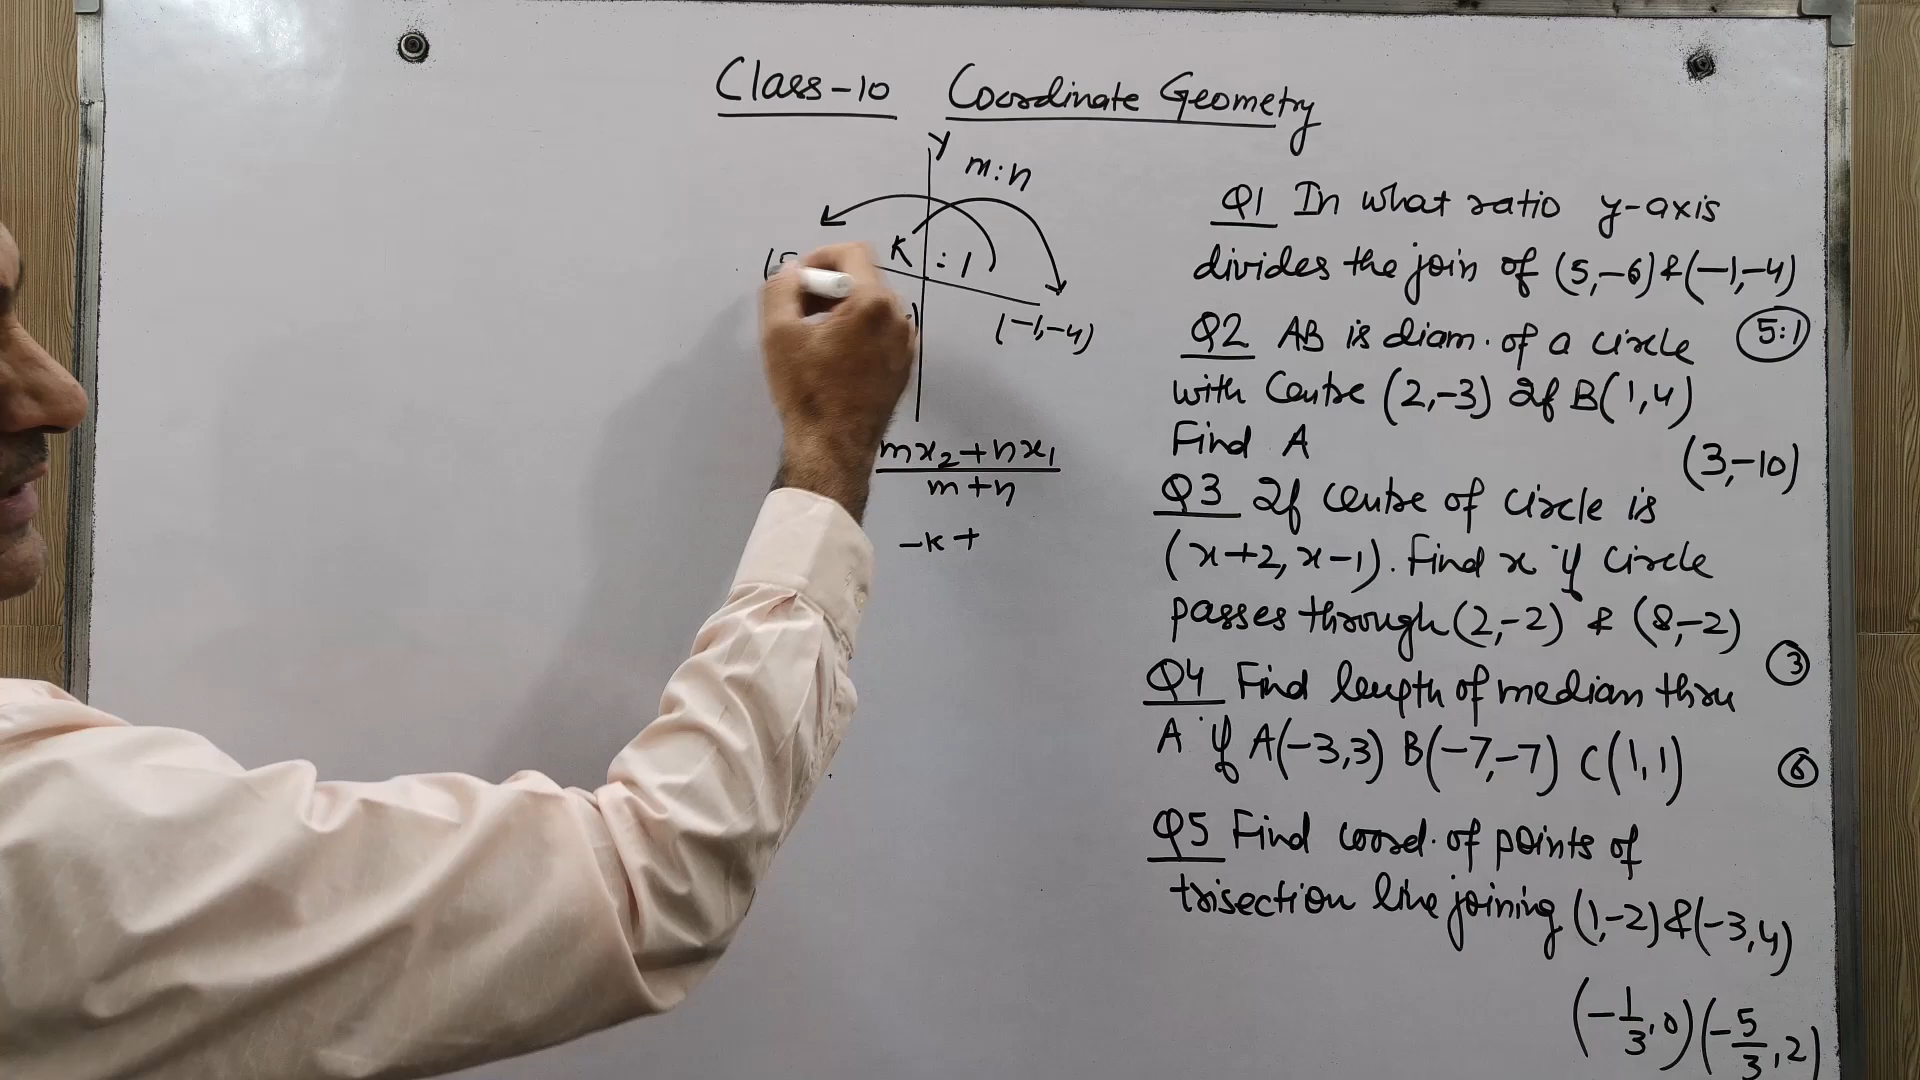 Class-10 Coordinate Geometry
y
m:n
K : 1
(5
(-1,-4)
mx₂+nx₁
m+n
-K+
Q1 In what ratio y-axis
divides the join of (5,-6)&(-1,-4)
5:1
Q2 AB is diam. of a circle
with Centre (2,-3) If B(1,4)
Find A
(3,-10)
Q3 If centre of circle is
(x+2, x-1). Find x if circle
passes through (2,-2) & (8,-2)
3
Q4 Find length of median thru
A if A(-3,3) B(-7,-7) C(1,1)
6
Q5 Find coord. of points of
trisection line joining (1,-2)&(-3,4)
(-1/3,0)(-5/3,2)